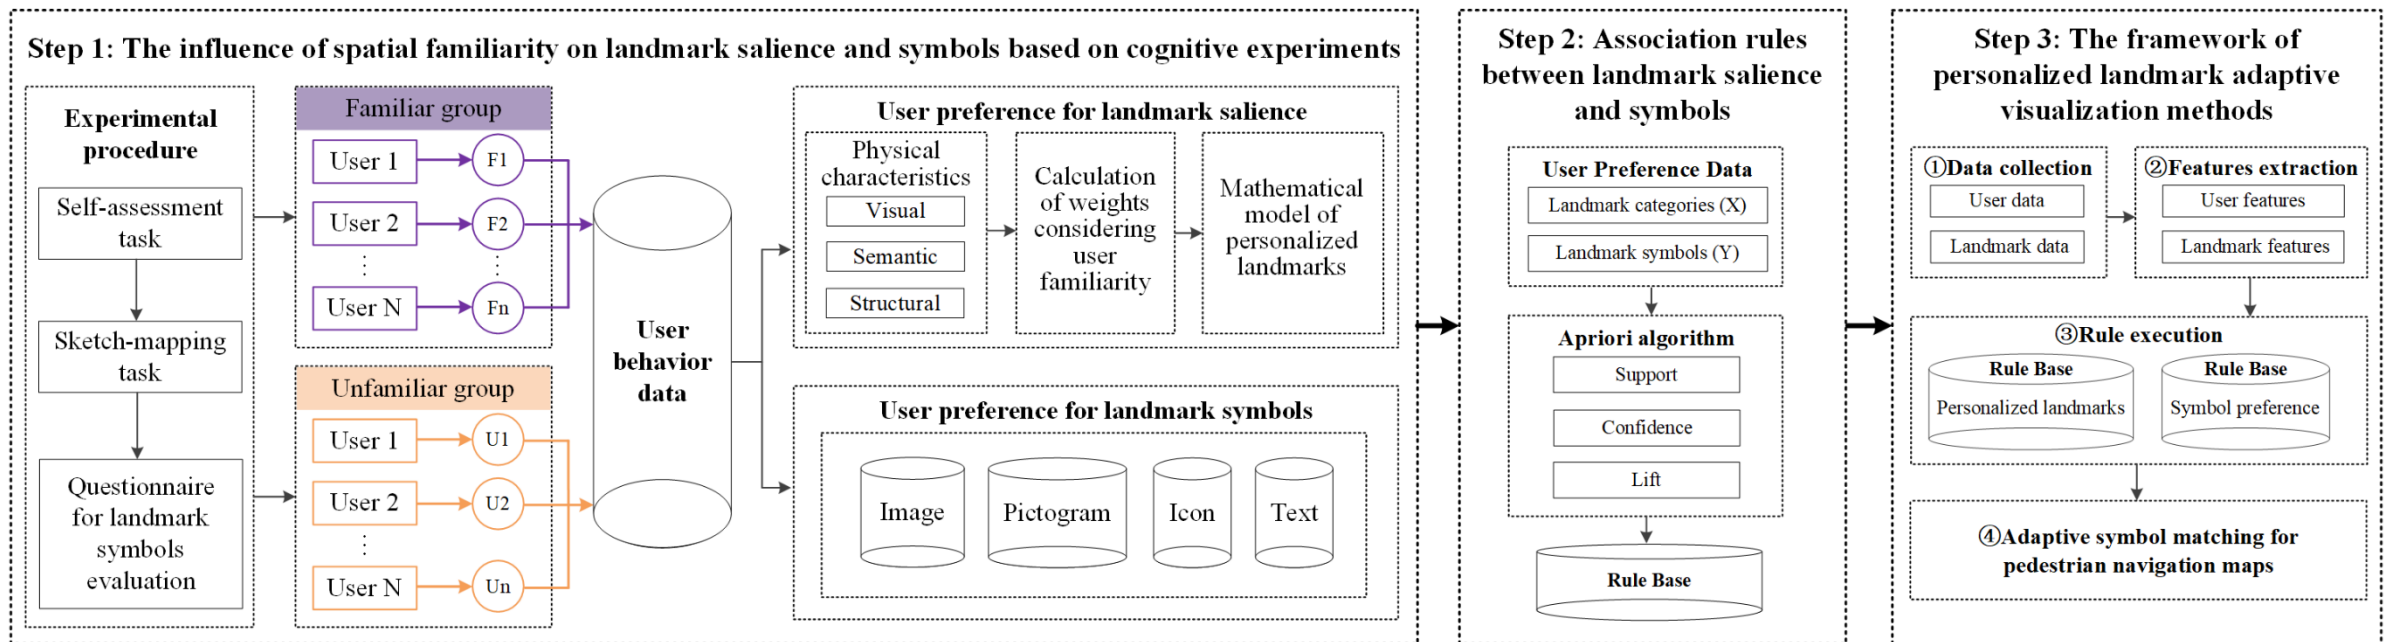 Step 1: The influence of spatial familiarity on landmark salience and symbols based on cognitive experiments
Experimental
procedure
Self-assessment
task
Sketch-mapping
task
Questionnaire
for landmark
symbols
evaluation
Familiar group
User 1
F1
User 2
F2
⋮
⋮
User N
Fn
Unfamiliar group
User 1
U1
User 2
U2
⋮
User N
Un
User
behavior
data
User preference for landmark salience
Physical
characteristics
Visual
Semantic
Structural
Calculation
of weights
considering
user
familiarity
Mathematical
model of
personalized
landmarks
User preference for landmark symbols
Image
Pictogram
Icon
Text
Step 2: Association rules
between landmark salience
and symbols
User Preference Data
Landmark categories (X)
Landmark symbols (Y)
Apriori algorithm
Support
Confidence
Lift
Rule Base
Step 3: The framework of
personalized landmark adaptive
visualization methods
①Data collection
User data
Landmark data
②Features extraction
User features
Landmark features
③Rule execution
Rule Base
Personalized landmarks
Rule Base
Symbol preference
④Adaptive symbol matching for
pedestrian navigation maps